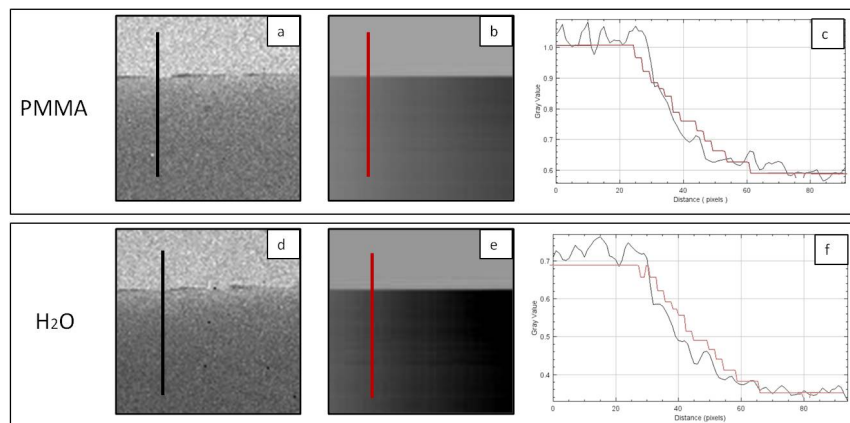 PMMA
a
b
c
Gray Value
1.0
0.9
0.8
0.7
0.6
0
20
40
60
80
Distance ( pixels )
H2O
d
e
f
Gray Value
0.7
0.6
0.5
0.4
0
20
40
60
80
Distance (pixels)